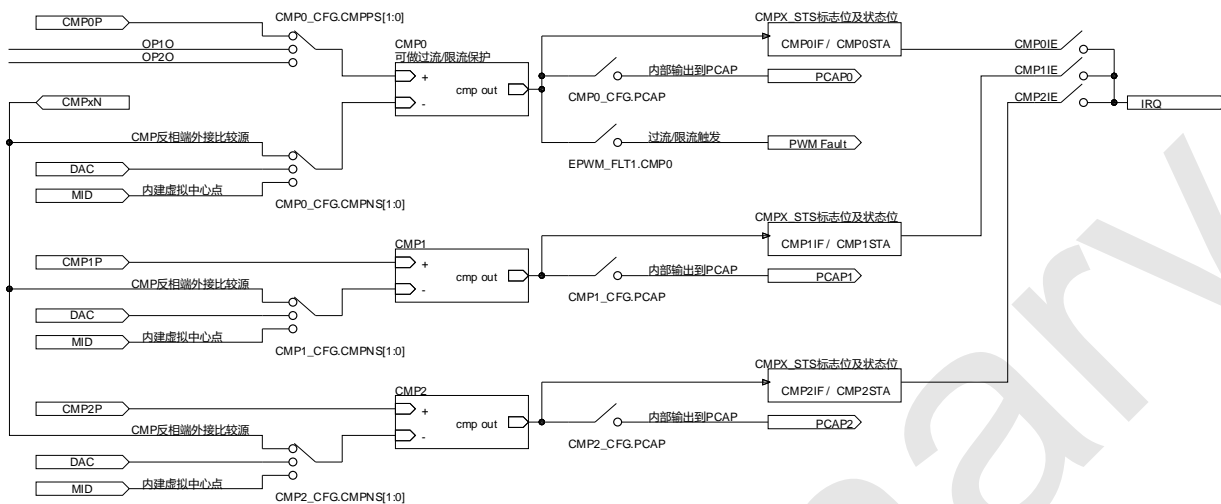 CMP0P
CMP0_CFG.CMPPS[1:0]
OP1O
OP2O
CMP0
可做过流/限流保护
+
-
cmp out
CMPX_STS标志位及状态位
CMP0IF / CMP0STA
内部输出到PCAP
PCAP0
CMP0_CFG.PCAP
过流/限流触发
PWM Fault
EPWM_FLT1.CMP0
CMP0IE
CMP1IE
CMP2IE
IRQ
CMPxN
CMP反相端外接比较源
DAC
MID
内建虚拟中心点
CMP0_CFG.CMPNS[1:0]
CMP1P
CMP1
+
-
cmp out
CMPX_STS标志位及状态位
CMP1IF / CMP1STA
内部输出到PCAP
PCAP1
CMP1_CFG.PCAP
CMP反相端外接比较源
DAC
MID
内建虚拟中心点
CMP1_CFG.CMPNS[1:0]
CMP2P
CMP2
+
-
cmp out
CMPX_STS标志位及状态位
CMP2IF / CMP2STA
内部输出到PCAP
PCAP2
CMP2_CFG.PCAP
CMP反相端外接比较源
DAC
MID
内建虚拟中心点
CMP2_CFG.CMPNS[1:0]
ary